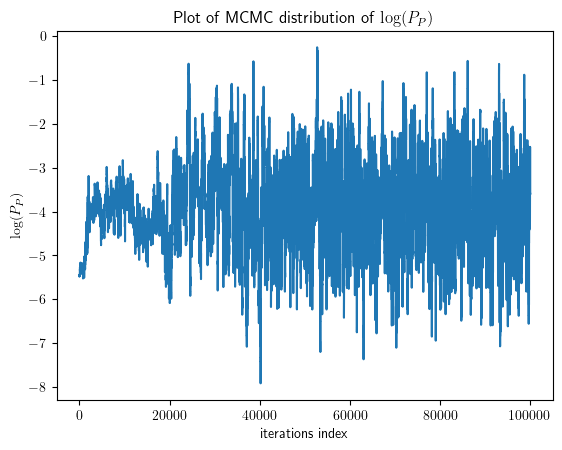 Plot of MCMC distribution of log(P_P)
0
−1
−2
−3
−4
−5
−6
−7
−8
log(P_P)
0 20000 40000 60000 80000 100000
iterations index